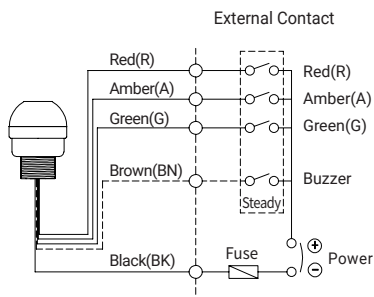 External Contact
Red(R) Red(R)
Amber(A) Amber(A)
Green(G) Green(G)
Brown(BN) Buzzer
Steady
Black(BK) Fuse + − Power